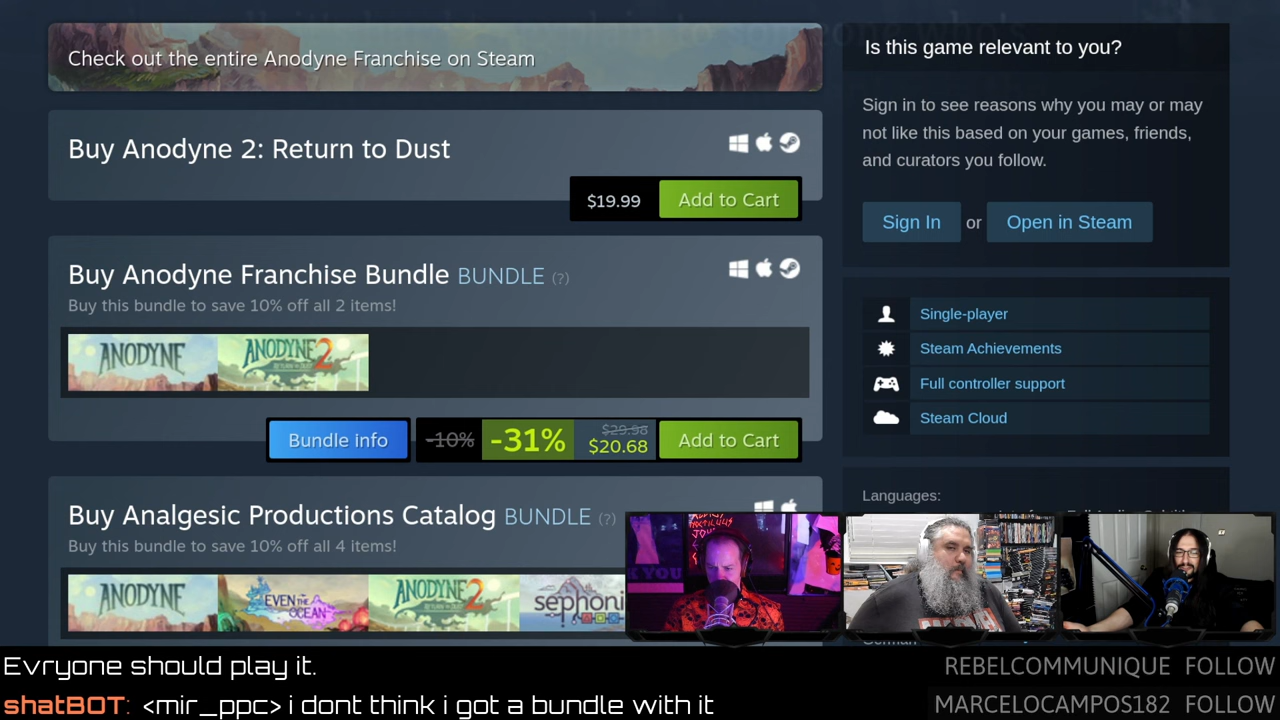 Check out the entire Anodyne Franchise on Steam
Buy Anodyne 2: Return to Dust
$19.99
Add to Cart
Buy Anodyne Franchise Bundle BUNDLE (?)
Buy this bundle to save 10% off all 2 items!
ANODYNE
ANODYNE 2
RETURN TO DUST
Bundle info
-10%
-31%
$29.98
$20.68
Add to Cart
Buy Analgesic Productions Catalog BUNDLE (?)
Buy this bundle to save 10% off all 4 items!
ANODYNE
EVEN THE OCEAN
ANODYNE 2
RETURN TO DUST
sephoni
Is this game relevant to you?
Sign in to see reasons why you may or may
not like this based on your games, friends,
and curators you follow.
Sign In or Open in Steam
Single-player
Steam Achievements
Full controller support
Steam Cloud
Languages:
Evryone should play it.
shatBOT: <mir_ppc> i dont think i got a bundle with it
REBELCOMMUNIQUE FOLLOW
MARCELOCAMPOS182 FOLLOW